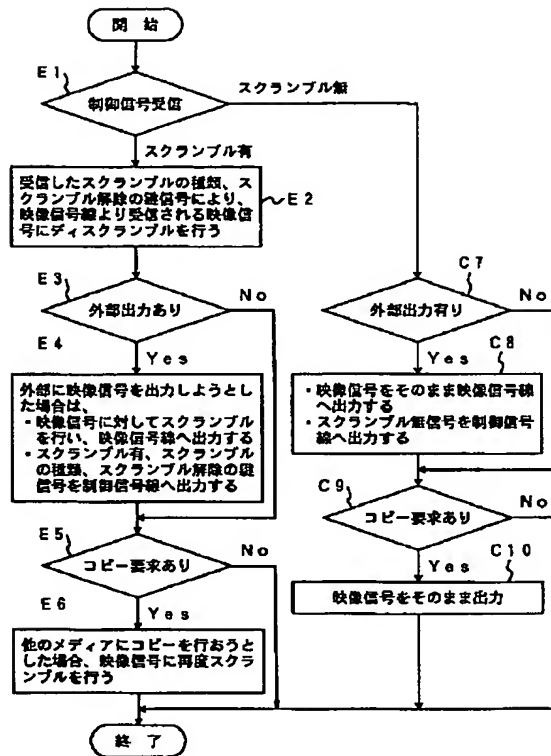 開 始
E1
制御信号受信
スクランブル無
スクランブル有
受信したスクランブルの種類、ス
クランブル解除の鍵信号により、
映像信号線より受信される映像信
号にディスクランブルを行う
E2
E3
外部出力あり
No
E4
Yes
外部に映像信号を出力しようとし
た場合は、
・映像信号に対してスクランブル
を行い、映像信号線へ出力する
・スクランブル有、スクランブル
の種類、スクランブル解除の鍵
信号を制御信号線へ出力する
E5
コピー要求あり
No
E6
Yes
他のメディアにコピーを行おうと
した場合、映像信号に再度スクラ
ンブルを行う
C7
外部出力有り
No
C8
Yes
・映像信号をそのまま映像信号線
へ出力する
・スクランブル無信号を制御信号
線へ出力する
C9
コピー要求あり
No
C10
Yes
映像信号をそのまま出力
終 了